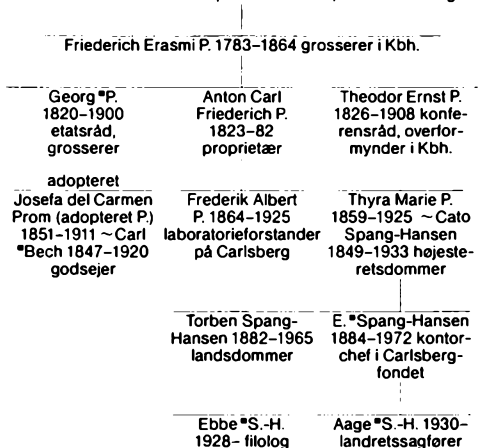 Friederich Erasmi P. 1783–1864 grosserer i Kbh.
Georg ■P.
1820–1900
etatsråd,
grosserer
Anton Carl
Friederich P.
1823–82
proprietær
Theodor Ernst P.
1826–1908 konfe-
rensråd, overfor-
mynder i Kbh.
adopteret
Josefa del Carmen
Prom (adopteret P.)
1851–1911 ~ Carl
■Bech 1847–1920
godsejer
Frederik Albert
P. 1864–1925
laboratorieforstander
på Carlsberg
Thyra Marie P.
1859–1925 ~ Cato
Spang-Hansen
1849–1933 højeste-
retsdommer
Torben Spang-
Hansen 1882–1965
landsdommer
E. ■Spang-Hansen
1884–1972 kontor-
chef i Carlsberg-
fondet
Ebbe ■S.-H.
1928– filolog
Aage ■S.-H. 1930–
landretssagfører